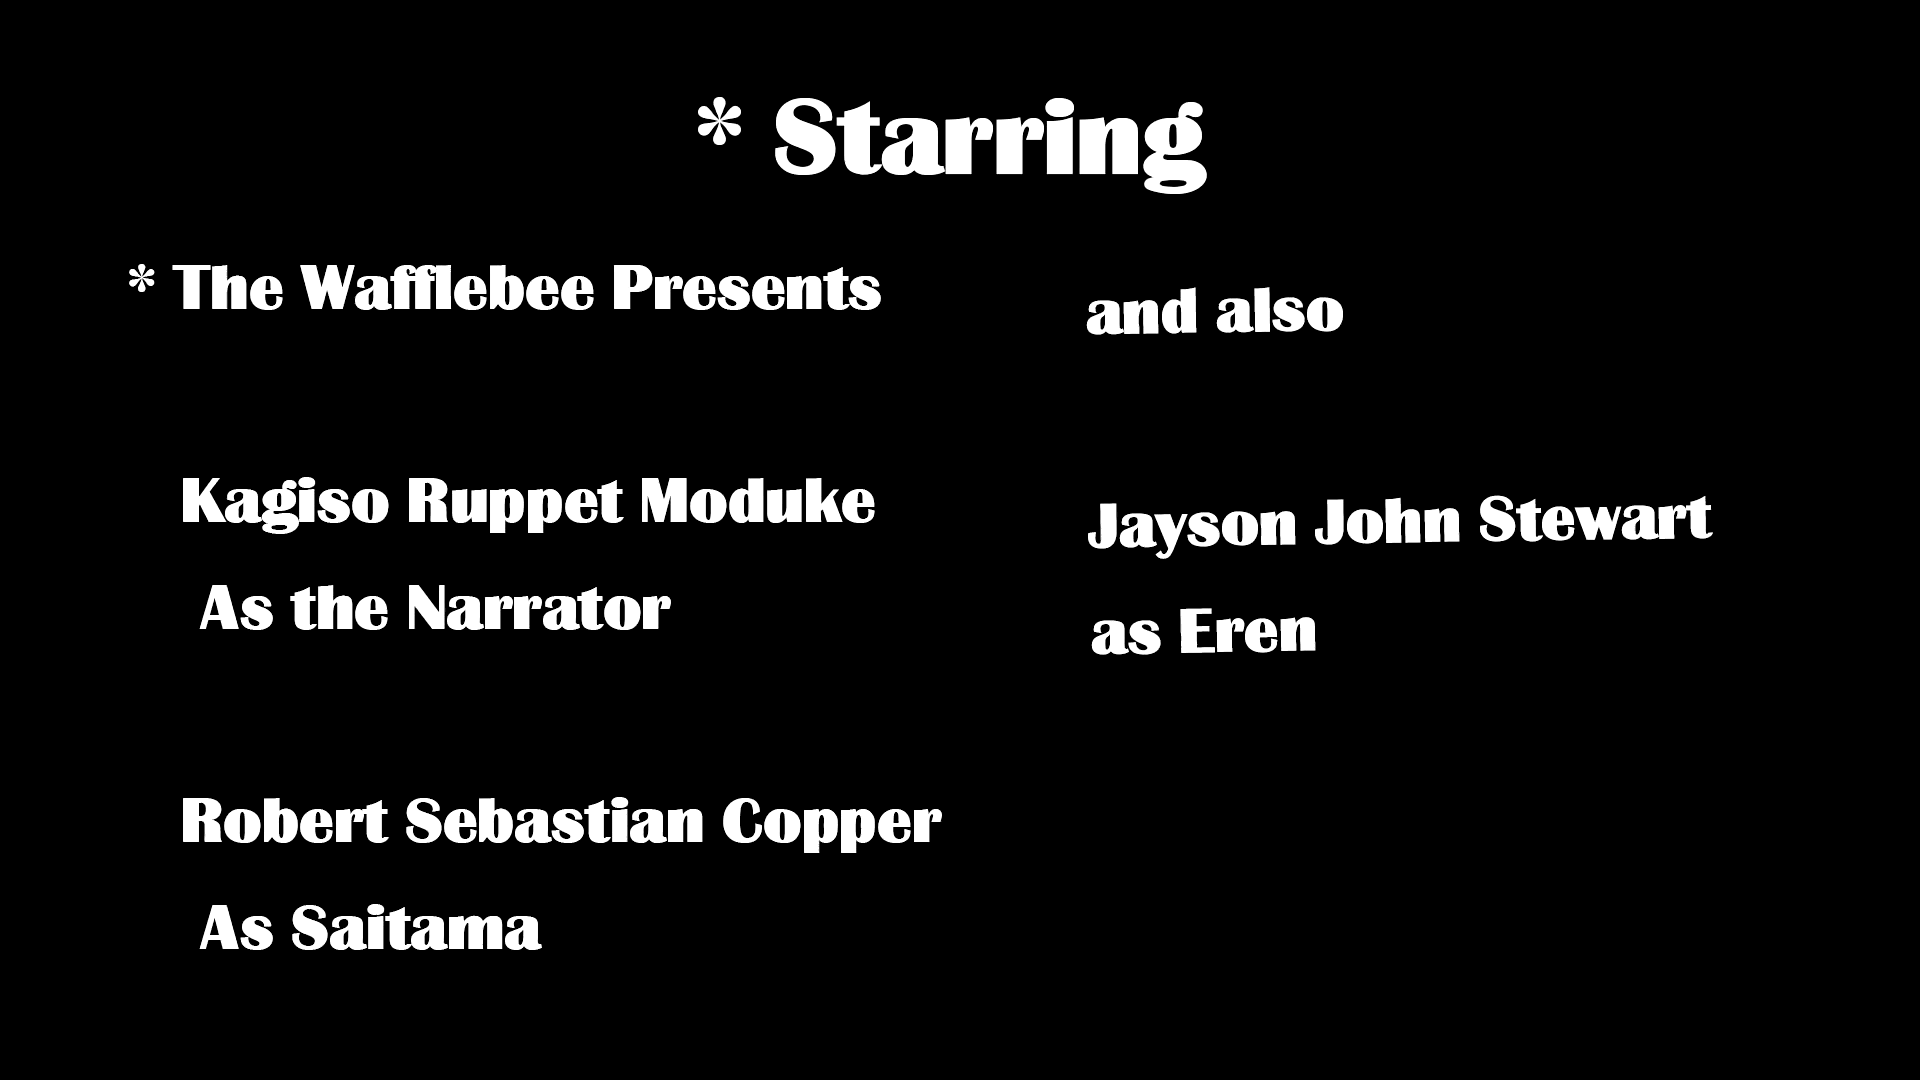 * Starring
* The Wafflebee Presents
Kagiso Ruppet Moduke
As the Narrator
Robert Sebastian Copper
As Saitama
and also
Jayson John Stewart
as Eren